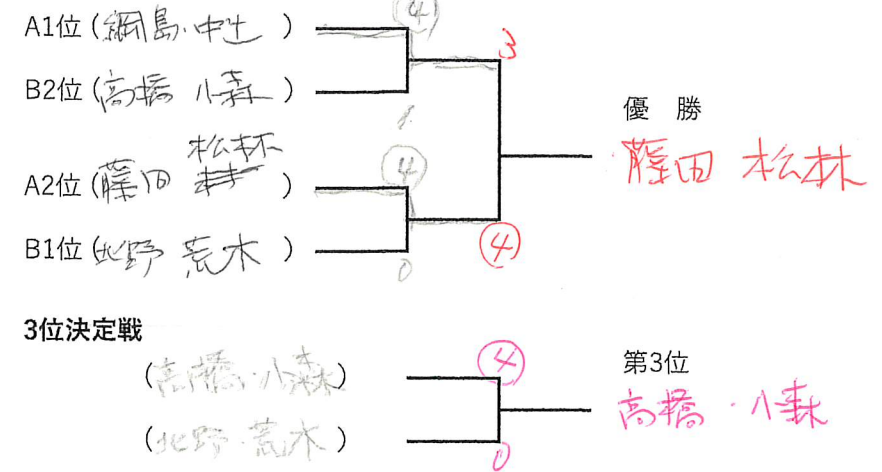 A1位 (綱島・中辻) ④
3
B2位 (高橋 小森) 1
優 勝
藤田 松林
A2位 (藤田 松林) ④
B1位 (北野 荒木) 0
④
3位決定戦
(高橋・小森) ④
第3位
高橋・小森
(北野・荒木) 0